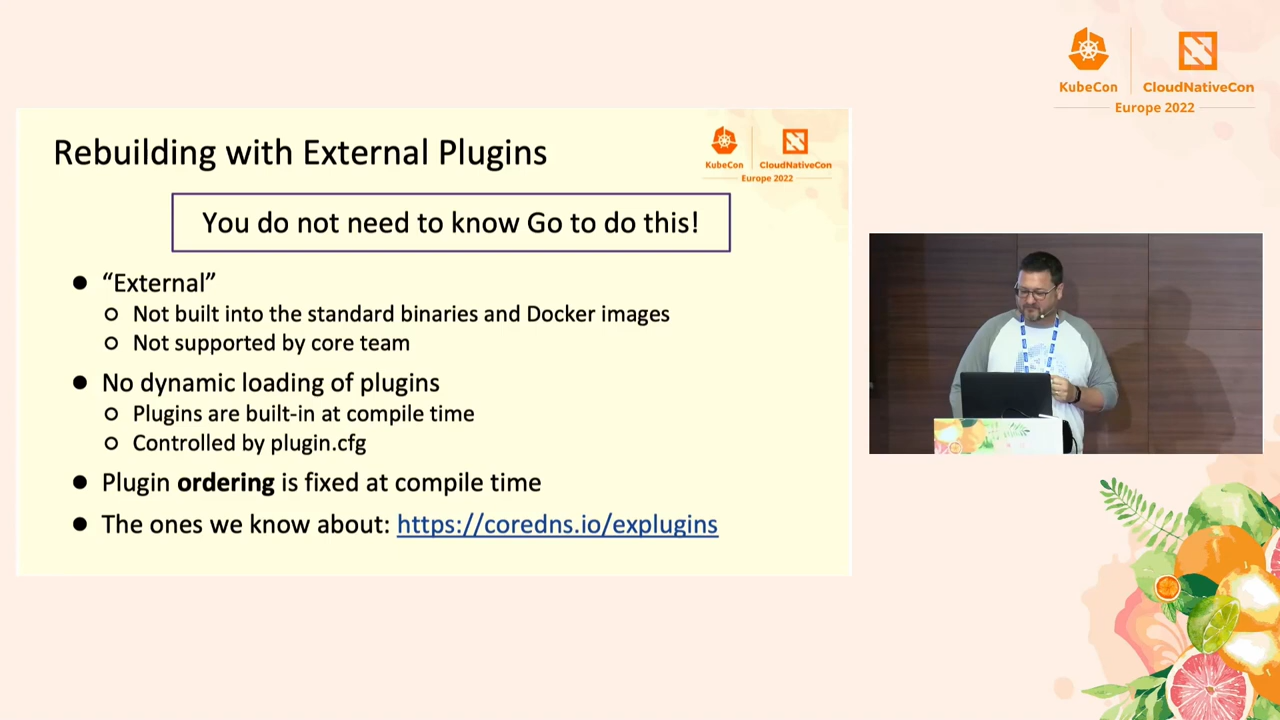 KubeCon
CloudNativeCon
Europe 2022
Rebuilding with External Plugins
KubeCon
CloudNativeCon
Europe 2022
You do not need to know Go to do this!
● “External”
○ Not built into the standard binaries and Docker images
○ Not supported by core team
● No dynamic loading of plugins
○ Plugins are built-in at compile time
○ Controlled by plugin.cfg
● Plugin ordering is fixed at compile time
● The ones we know about: https://coredns.io/explugins